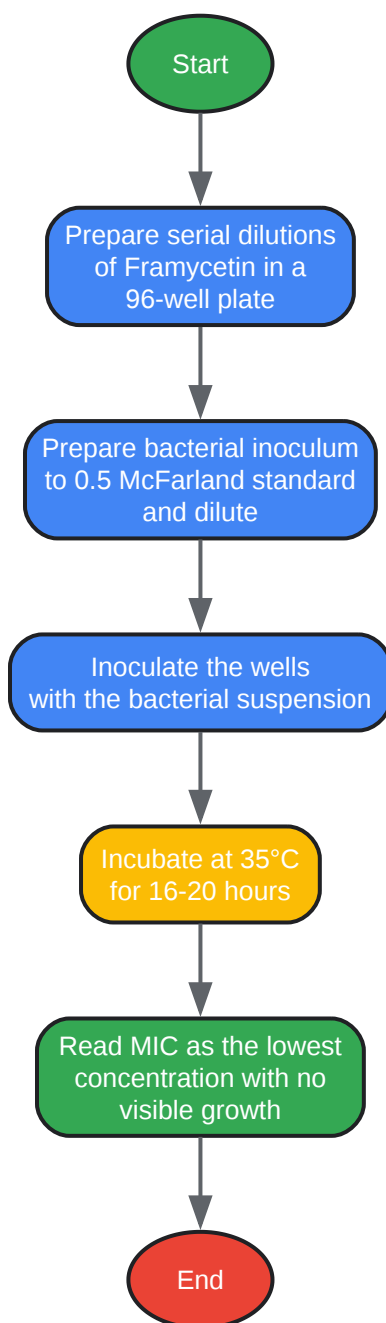 Start
Prepare serial dilutions
of Framycetin in a
96-well plate
Prepare bacterial inoculum
to 0.5 McFarland standard
and dilute
Inoculate the wells
with the bacterial suspension
Incubate at 35°C
for 16-20 hours
Read MIC as the lowest
concentration with no
visible growth
End